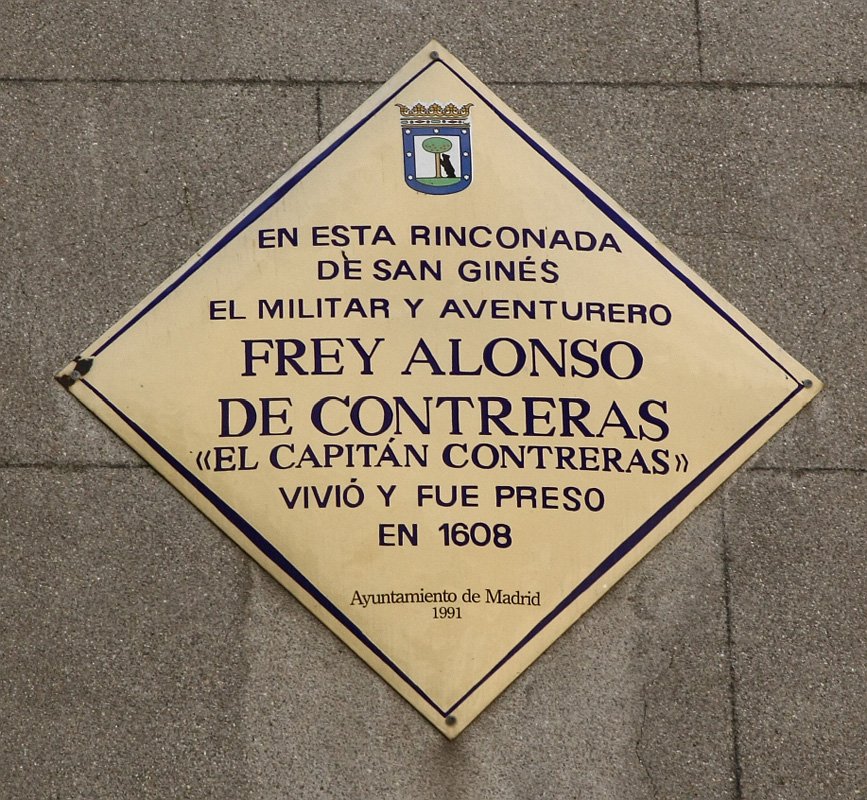 EN ESTA RINCONADA
DE SAN GINÉS
EL MILITAR Y AVENTURERO
FREY ALONSO
DE CONTRERAS
«EL CAPITÁN CONTRERAS»
VIVIÓ Y FUE PRESO
EN 1608
Ayuntamiento de Madrid
1991